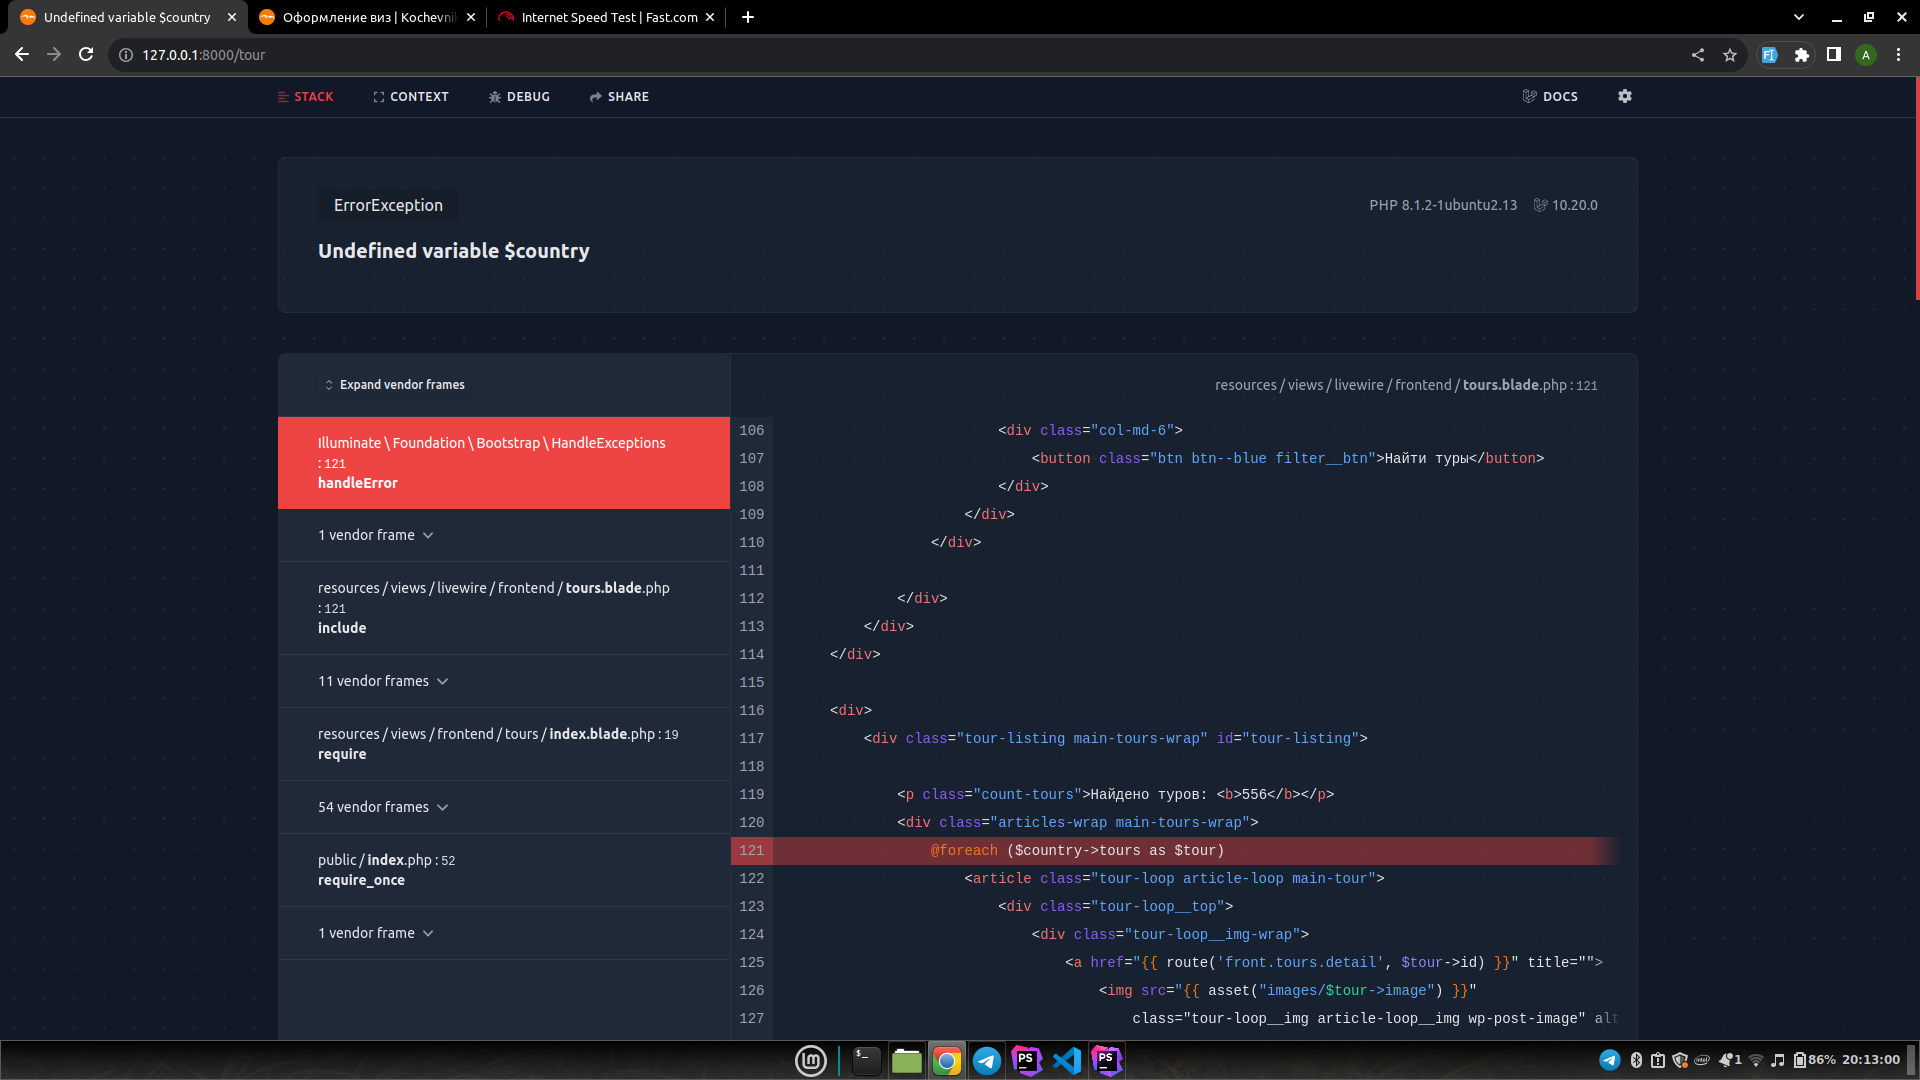 Undefined variable $country
Оформление виз | Kochevni
Internet Speed Test | Fast.com
127.0.0.1:8000/tour
A
STACK
CONTEXT
DEBUG
SHARE
DOCS
ErrorException
PHP 8.1.2-1ubuntu2.13
10.20.0
Undefined variable $country
Expand vendor frames
resources / views / livewire / frontend / tours.blade.php : 121
Illuminate \ Foundation \ Bootstrap \ HandleExceptions
: 121
handleError
1 vendor frame
resources / views / livewire / frontend / tours.blade.php
: 121
include
11 vendor frames
resources / views / frontend / tours / index.blade.php : 19
require
54 vendor frames
public / index.php : 52
require_once
1 vendor frame
106 <div class="col-md-6">
107 <button class="btn btn--blue filter__btn">Найти туры</button>
108 </div>
109 </div>
110 </div>
111
112 </div>
113 </div>
114 </div>
115
116 <div>
117 <div class="tour-listing main-tours-wrap" id="tour-listing">
118
119 <p class="count-tours">Найдено туров: <b>556</b></p>
120 <div class="articles-wrap main-tours-wrap">
121 @foreach ($country->tours as $tour)
122 <article class="tour-loop article-loop main-tour">
123 <div class="tour-loop__top">
124 <div class="tour-loop__img-wrap">
125 <a href="{{ route('front.tours.detail', $tour->id) }}" title="">
126 <img src="{{ asset("images/$tour->image") }}"
127 class="tour-loop__img article-loop__img wp-post-image" alt
PS
PS
1
86%
20:13:00